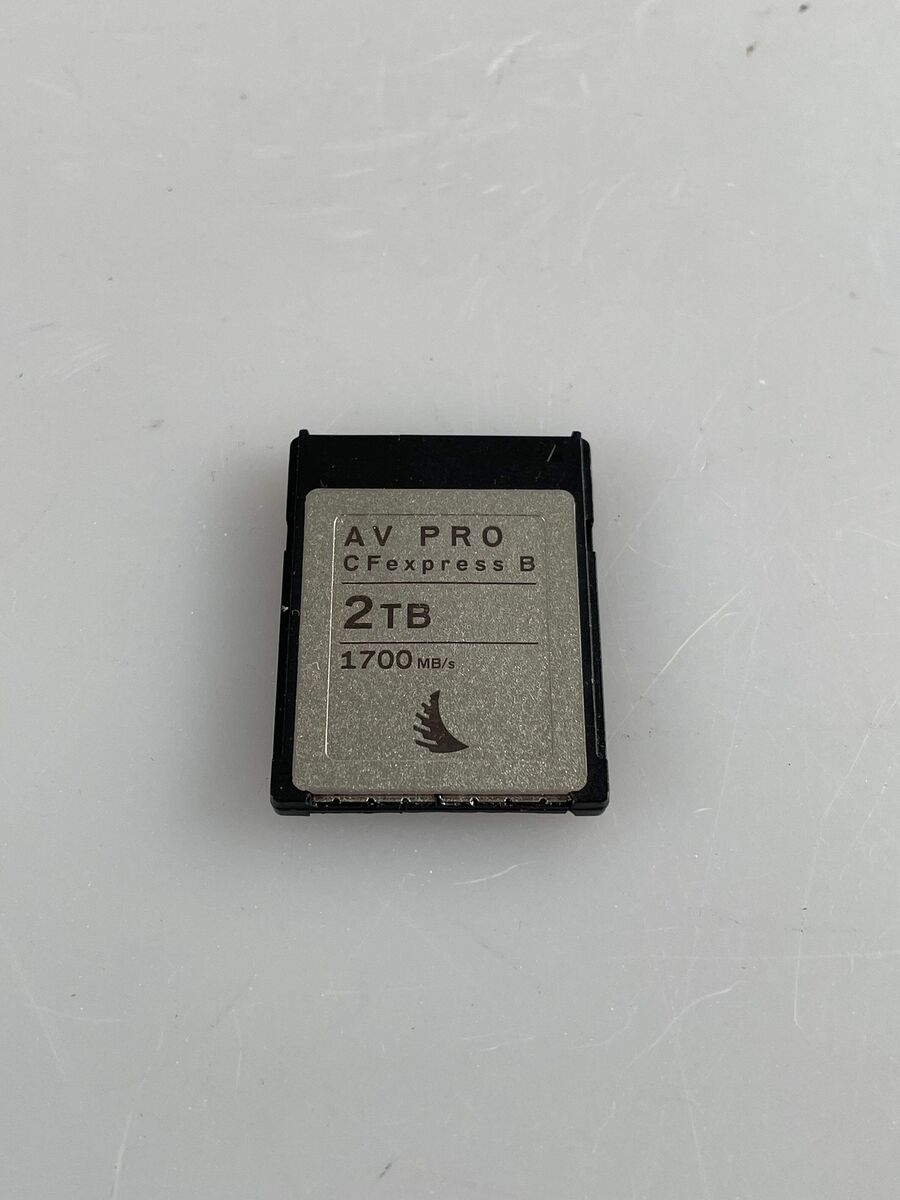 AV PRO
CFexpress B
2TB
1700 MB/s